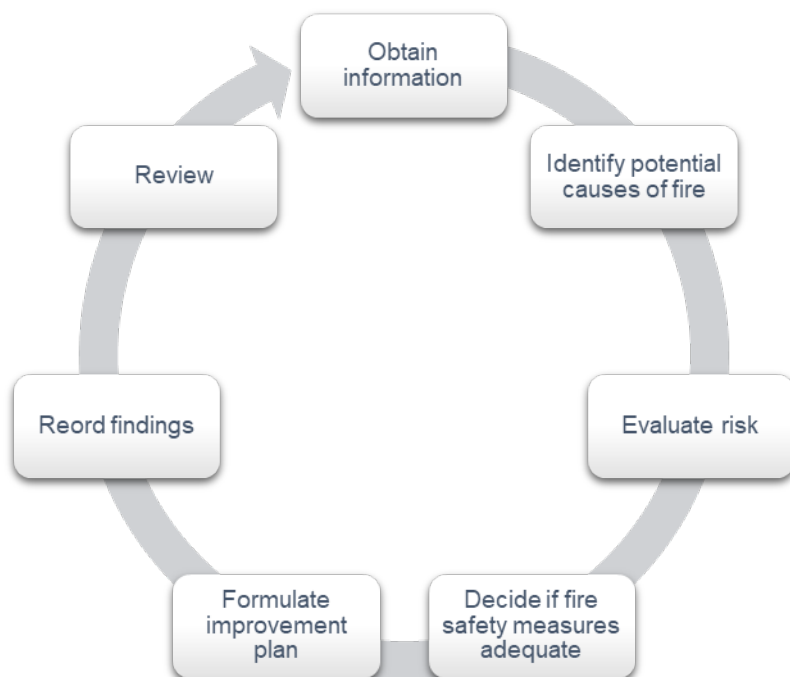 Obtain
information
Identify potential
causes of fire
Evaluate risk
Decide if fire
safety measures
adequate
Formulate
improvement
plan
Reord findings
Review